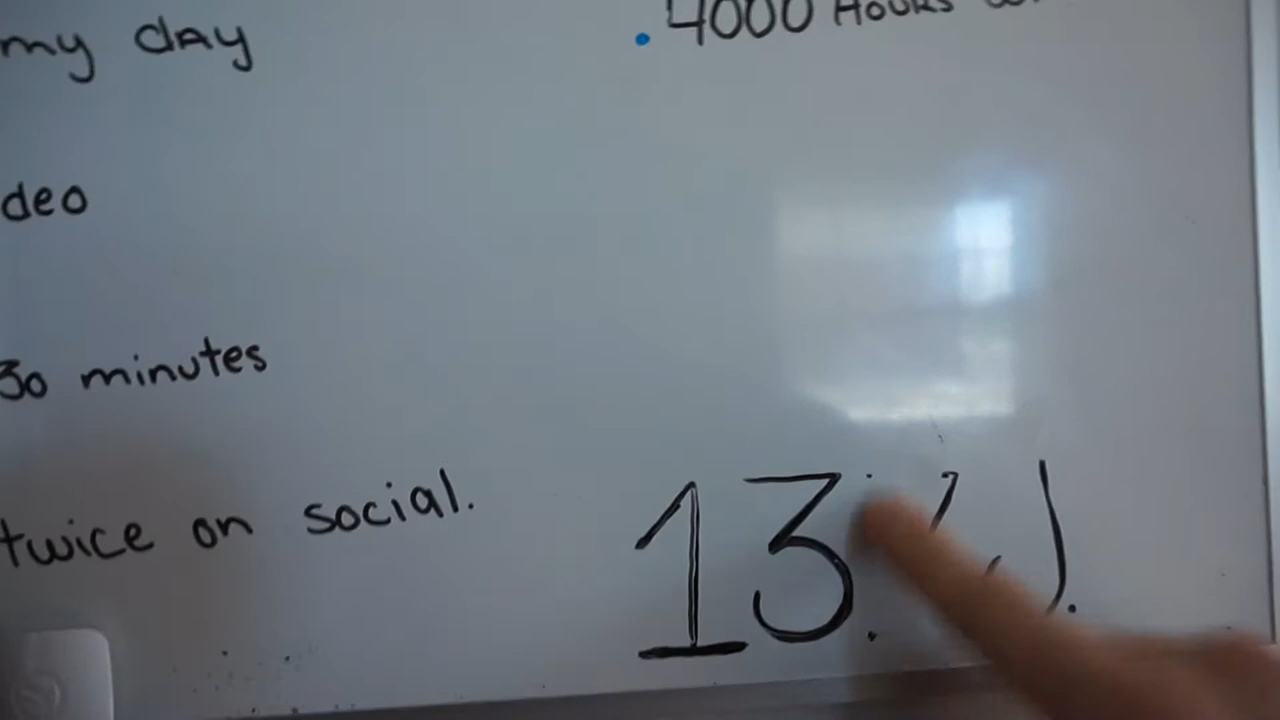 my day
. 4000 HOURS
deo
30 minutes
twice on social.
13